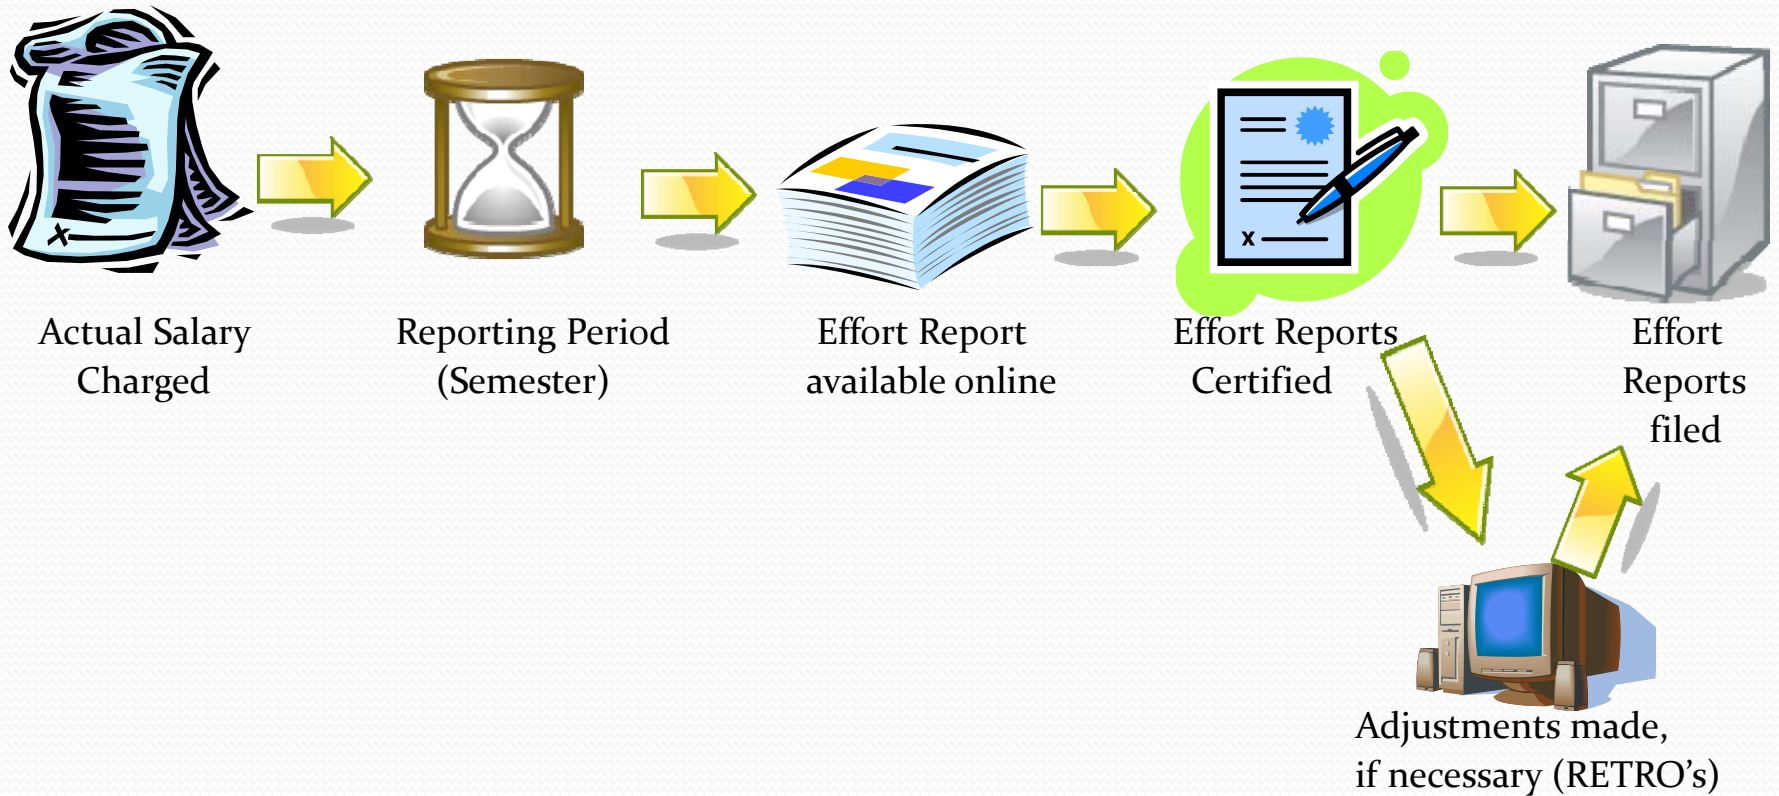 Actual Salary
Charged
Reporting Period
(Semester)
Effort Report
available online
Effort Reports
Certified
Effort
Reports
filed
Adjustments made,
if necessary (RETRO’s)
x
x